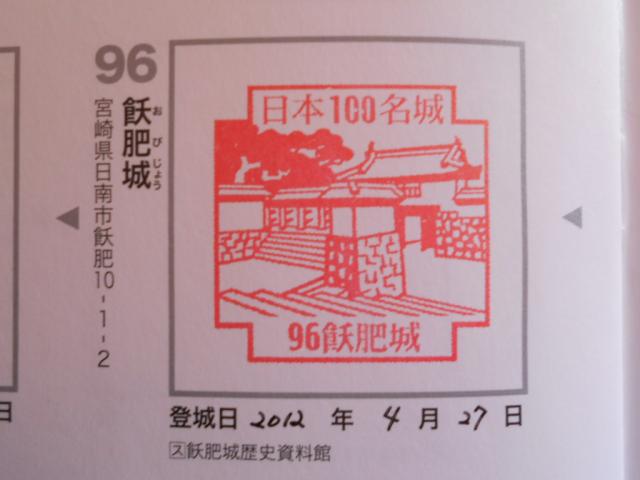 96
飫肥城
おびじょう
宮崎県日南市飫肥10-1-2
日本100名城
96飫肥城
登城日 2012 年 4 月 27 日
ス飫肥城歴史資料館
日